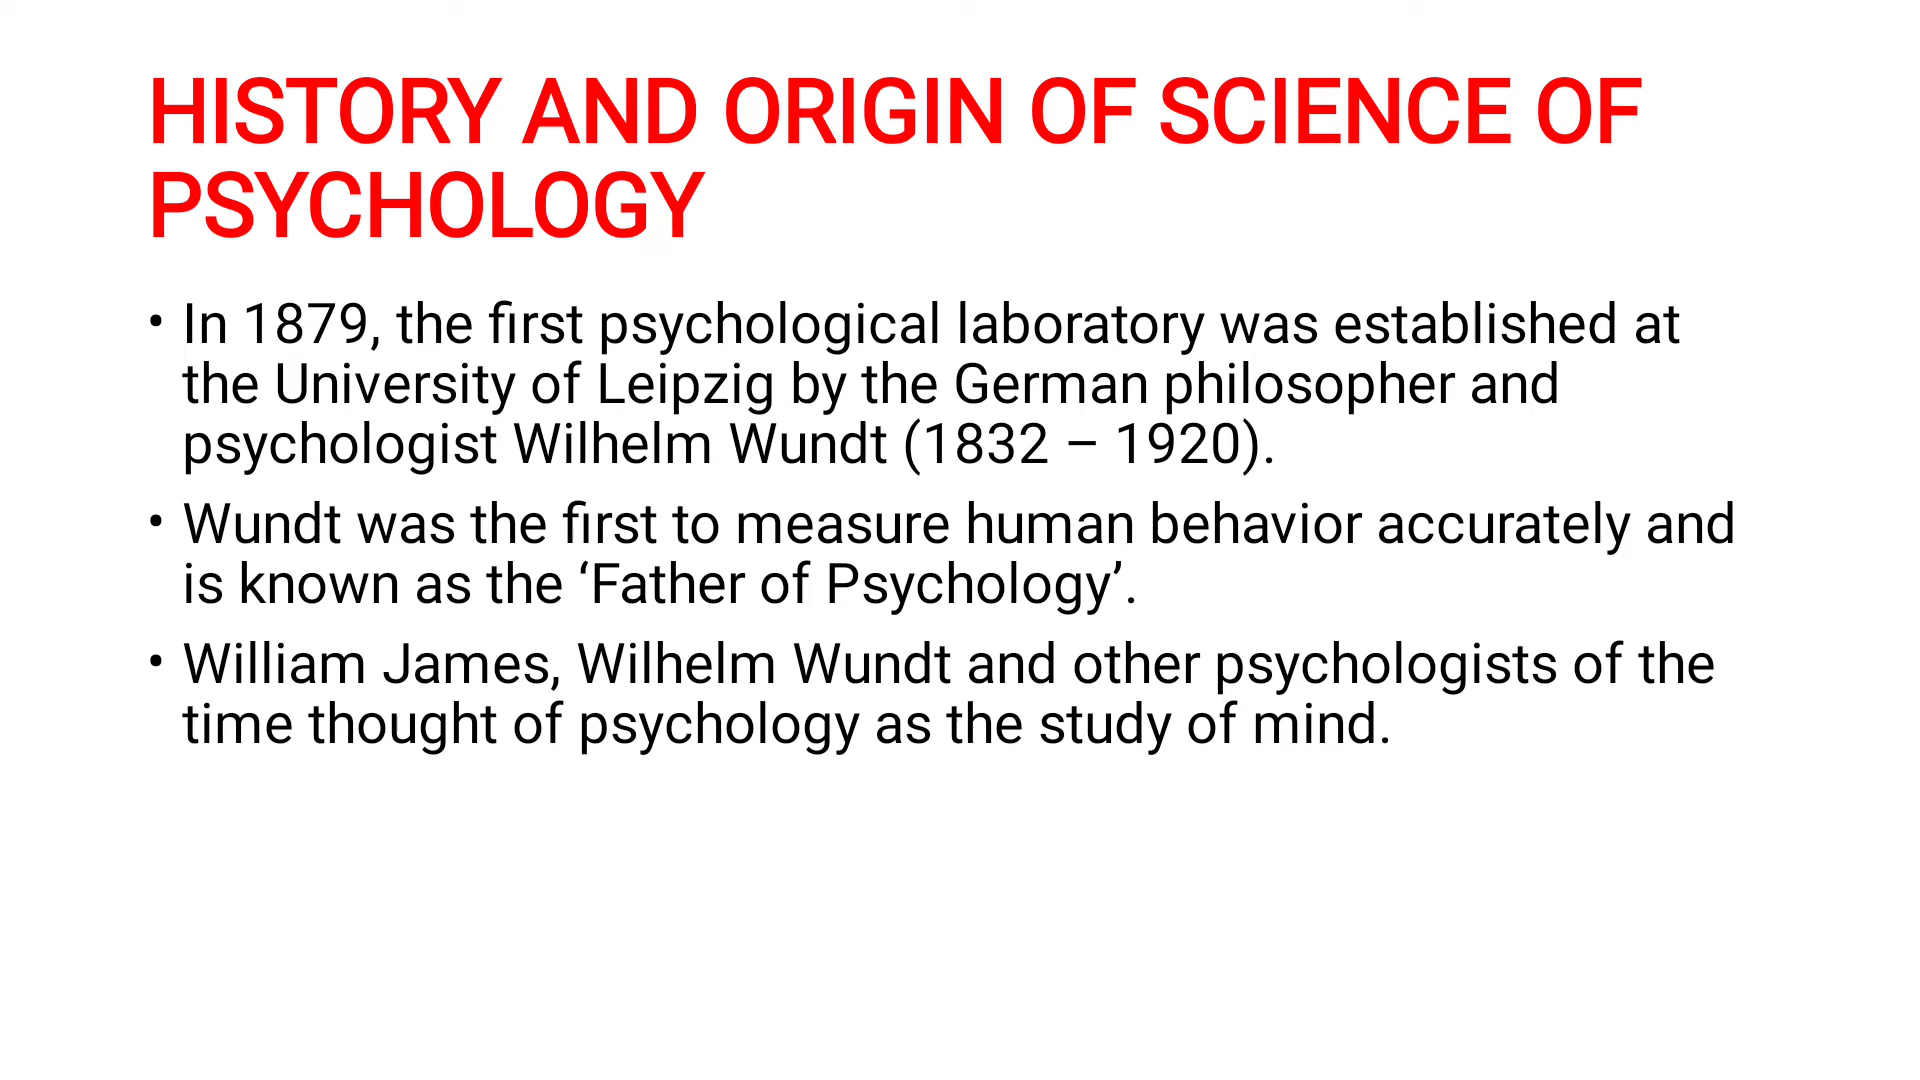 HISTORY AND ORIGIN OF SCIENCE OF
PSYCHOLOGY
• In 1879, the first psychological laboratory was established at
the University of Leipzig by the German philosopher and
psychologist Wilhelm Wundt (1832 – 1920).
• Wundt was the first to measure human behavior accurately and
is known as the ‘Father of Psychology’.
• William James, Wilhelm Wundt and other psychologists of the
time thought of psychology as the study of mind.